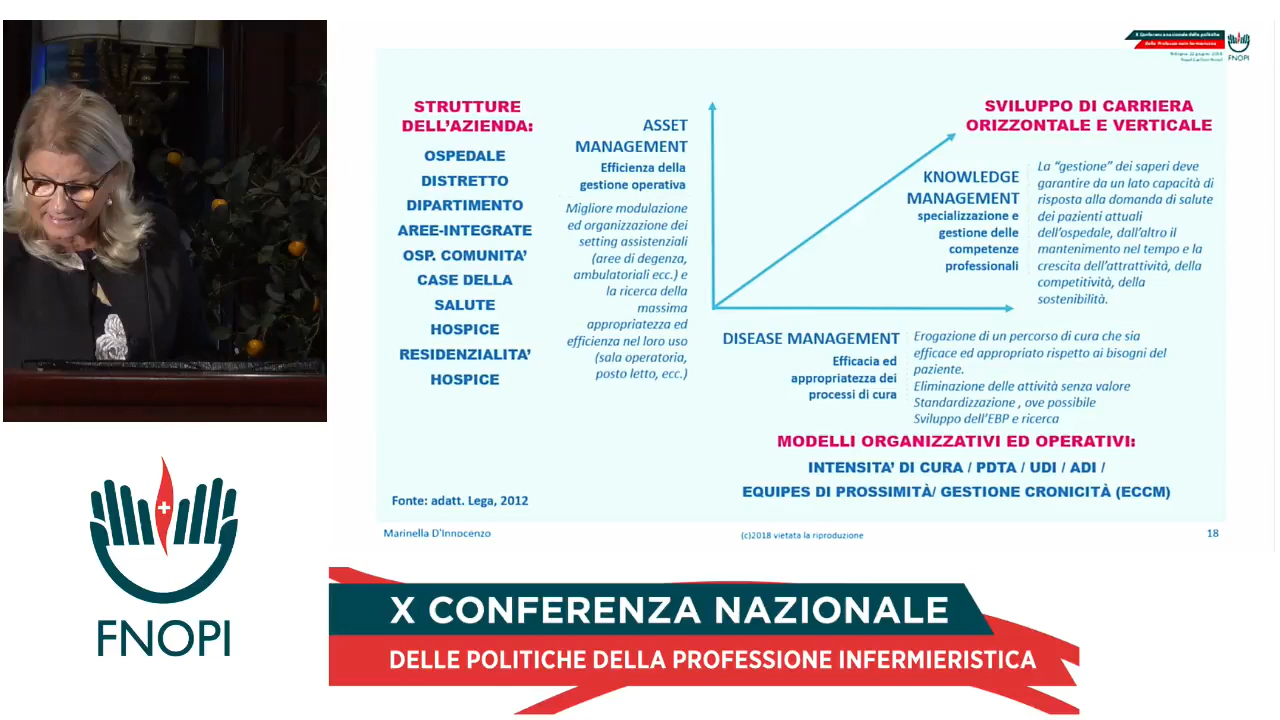 X Conferenza nazionale delle politiche
della Professione infermieristica
FNOPI
STRUTTURE
DELL'AZIENDA:
OSPEDALE
DISTRETTO
DIPARTIMENTO
AREE-INTEGRATE
OSP. COMUNITA'
CASE DELLA
SALUTE
HOSPICE
RESIDENZIALITA'
HOSPICE
ASSET
MANAGEMENT
Efficienza della
gestione operativa
Migliore modulazione
ed organizzazione dei
setting assistenziali
(aree di degenza,
ambulatoriali ecc.) e
la ricerca della
massima
appropriatezza ed
efficienza nel loro uso
(sala operatoria,
posto letto, ecc.)
SVILUPPO DI CARRIERA
ORIZZONTALE E VERTICALE
KNOWLEDGE
MANAGEMENT
specializzazione e
gestione delle
competenze
professionali
La "gestione" dei saperi deve
garantire da un lato capacità di
risposta alla domanda di salute
dei pazienti attuali
dell'ospedale, dall'altro il
mantenimento nel tempo e la
crescita dell'attrattività, della
competitività, della
sostenibilità.
DISEASE MANAGEMENT
Efficacia ed
appropriatezza dei
processi di cura
Erogazione di un percorso di cura che sia
efficace ed appropriato rispetto ai bisogni del
paziente.
Eliminazione delle attività senza valore
Standardizzazione , ove possibile
Sviluppo dell'EBP e ricerca
MODELLI ORGANIZZATIVI ED OPERATIVI:
INTENSITA' DI CURA / PDTA / UDI / ADI /
EQUIPES DI PROSSIMITÀ/ GESTIONE CRONICITÀ (ECCM)
Fonte: adatt. Lega, 2012
Marinella D'Innocenzo
(c)2018 vietata la riproduzione
18
FNOPI
X CONFERENZA NAZIONALE
DELLE POLITICHE DELLA PROFESSIONE INFERMIERISTICA